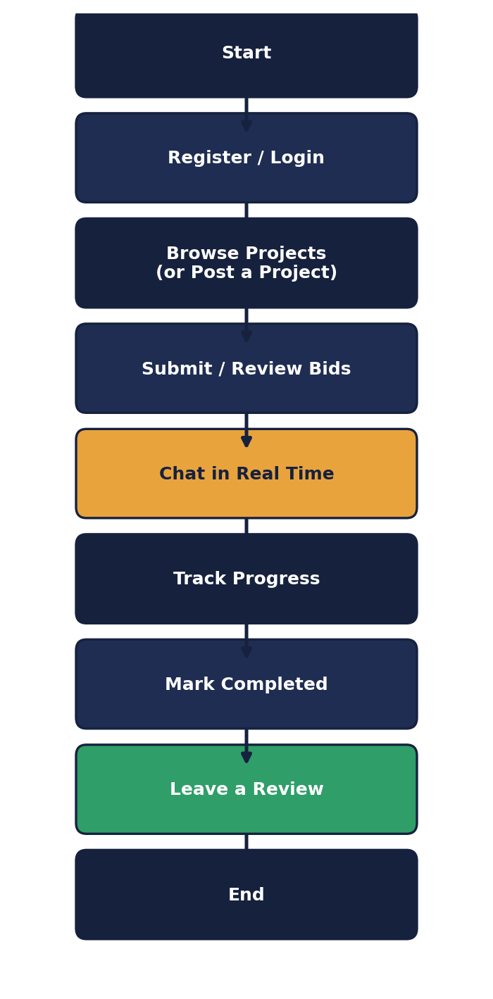 Start
Register / Login
Browse Projects
(or Post a Project)
Submit / Review Bids
Chat in Real Time
Track Progress
Mark Completed
Leave a Review
End